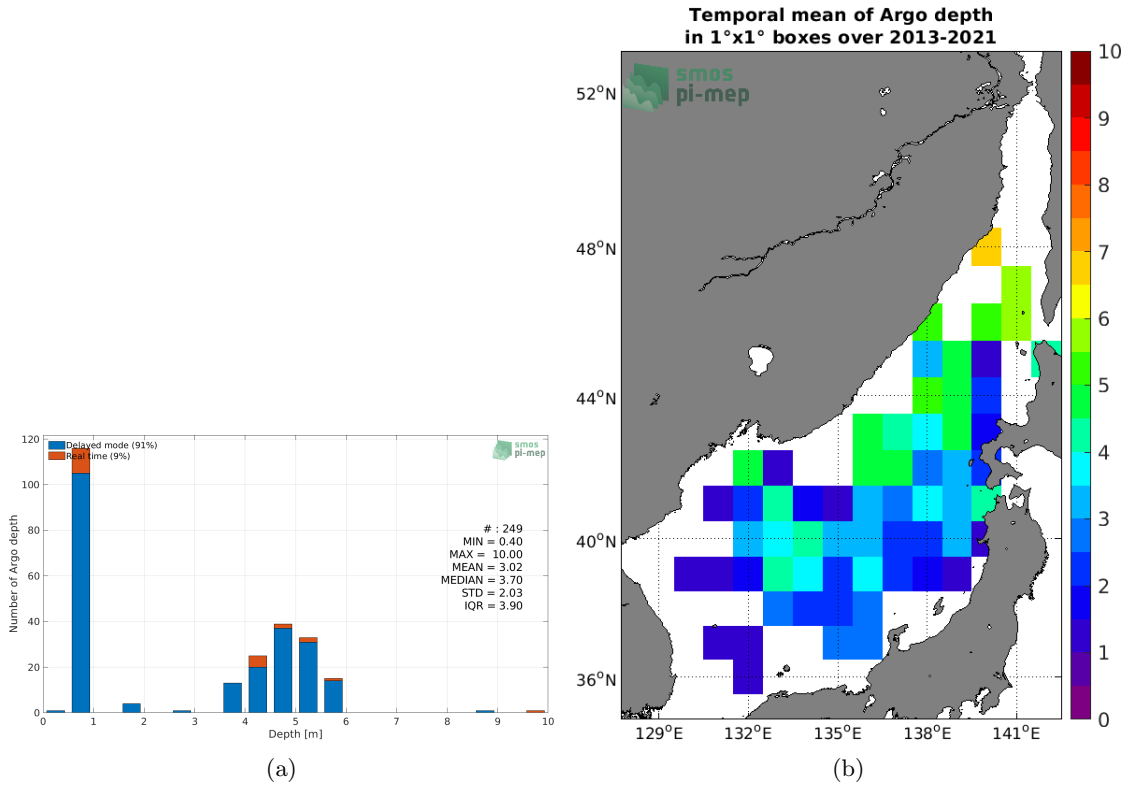 Temporal mean of Argo depth
in 1°x1° boxes over 2013-2021
smos
pi-mep
52°N
48°N
44°N
40°N
36°N
129°E
132°E
135°E
138°E
141°E
10
9
8
7
6
5
4
3
2
1
0
Delayed mode (91%)
Real time (9%)
smos
pi-mep
# : 249
MIN = 0.40
MAX = 10.00
MEAN = 3.02
MEDIAN = 3.70
STD = 2.03
IQR = 3.90
Number of Argo depth
120
100
80
60
40
20
0
0 1 2 3 4 5 6 7 8 9 10
Depth [m]
(a)
(b)